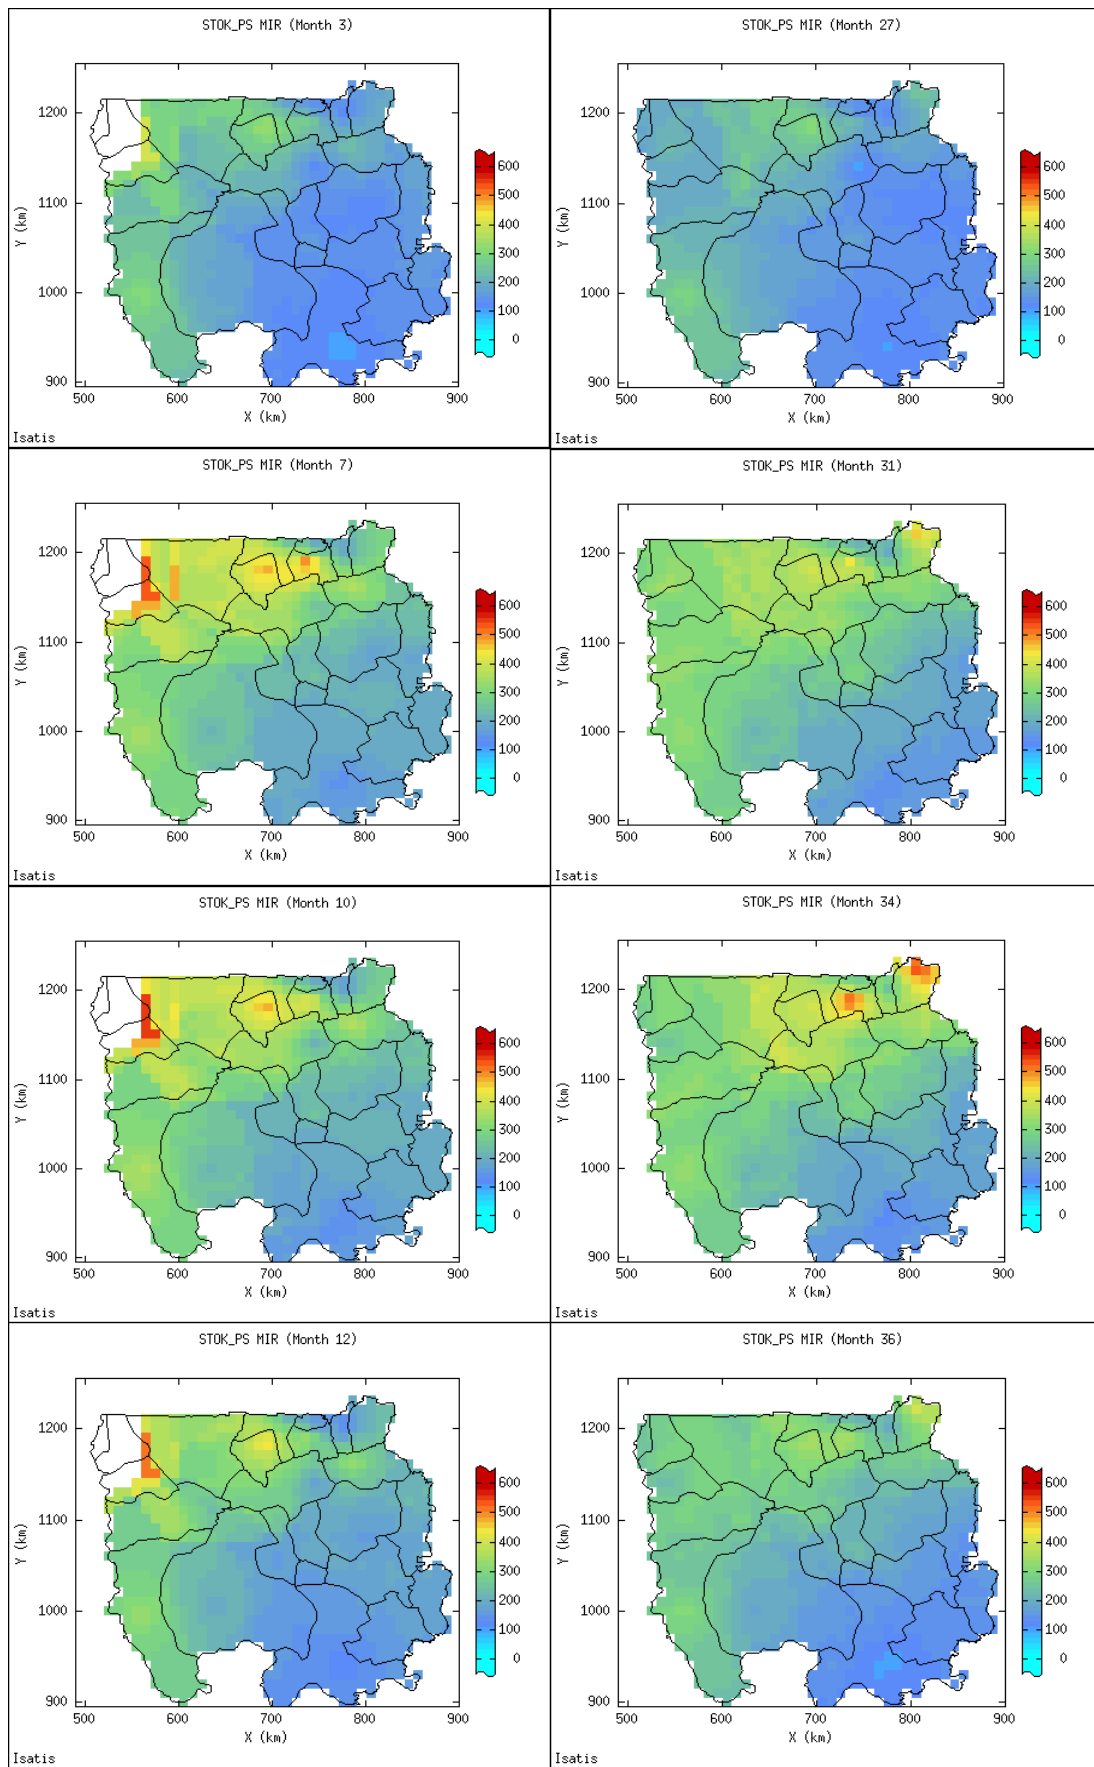 STOK_PS MIR (Month 3)
1200
1100
1000
900
Y (km)
500 600 700 800 900
X (km)
600
500
400
300
200
100
0
Isatis
STOK_PS MIR (Month 27)
1200
1100
1000
900
Y (km)
500 600 700 800 900
X (km)
600
500
400
300
200
100
0
Isatis
STOK_PS MIR (Month 7)
1200
1100
1000
900
Y (km)
500 600 700 800 900
X (km)
600
500
400
300
200
100
0
Isatis
STOK_PS MIR (Month 31)
1200
1100
1000
900
Y (km)
500 600 700 800 900
X (km)
600
500
400
300
200
100
0
Isatis
STOK_PS MIR (Month 10)
1200
1100
1000
900
Y (km)
500 600 700 800 900
X (km)
600
500
400
300
200
100
0
Isatis
STOK_PS MIR (Month 34)
1200
1100
1000
900
Y (km)
500 600 700 800 900
X (km)
600
500
400
300
200
100
0
Isatis
STOK_PS MIR (Month 12)
1200
1100
1000
900
Y (km)
500 600 700 800 900
X (km)
600
500
400
300
200
100
0
Isatis
STOK_PS MIR (Month 36)
1200
1100
1000
900
Y (km)
500 600 700 800 900
X (km)
600
500
400
300
200
100
0
Isatis